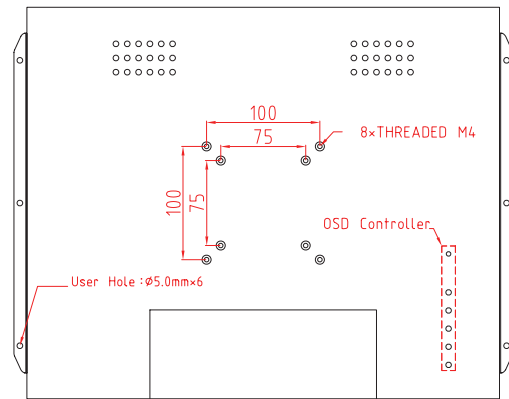 100
8×THREADED M4
75
100
75
OSD Controller
User Hole :Ø5.0mm×6